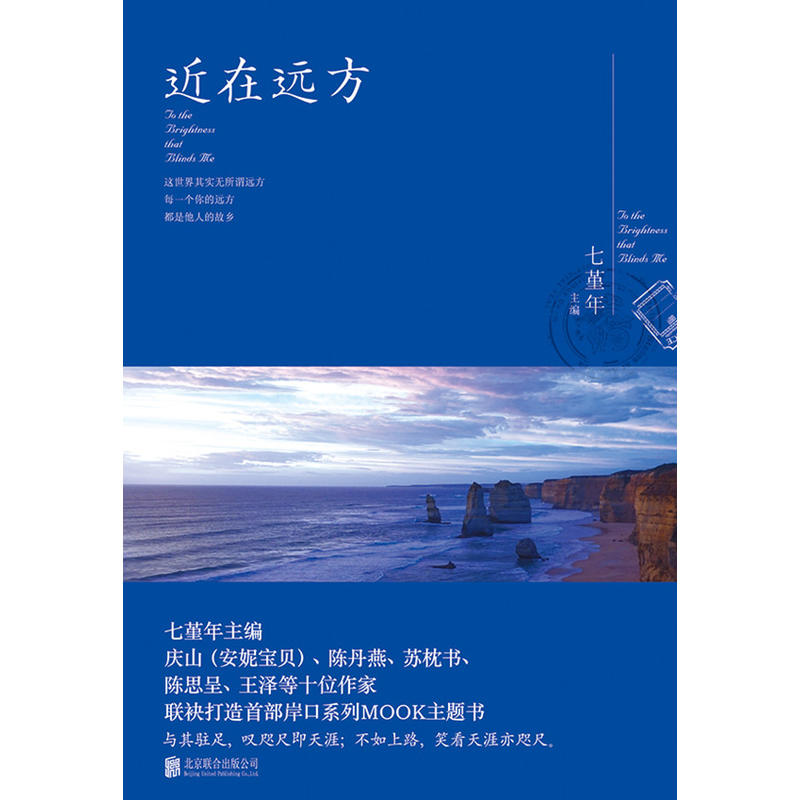 近在远方
To the
Brightness
that
Blinds Me
这世界其实无所谓远方
每一个你的远方
都是他人的故乡
To the
Brightness
that
Blinds Me
七堇年
主编
七堇年主编
庆山（安妮宝贝）、陈丹燕、苏枕书、
陈思呈、王泽等十位作家
联袂打造首部岸口系列MOOK主题书
与其驻足，叹咫尺即天涯；不如上路，笑看天涯亦咫尺。
北京联合出版公司
Beijing United Publishing Co.,Ltd.